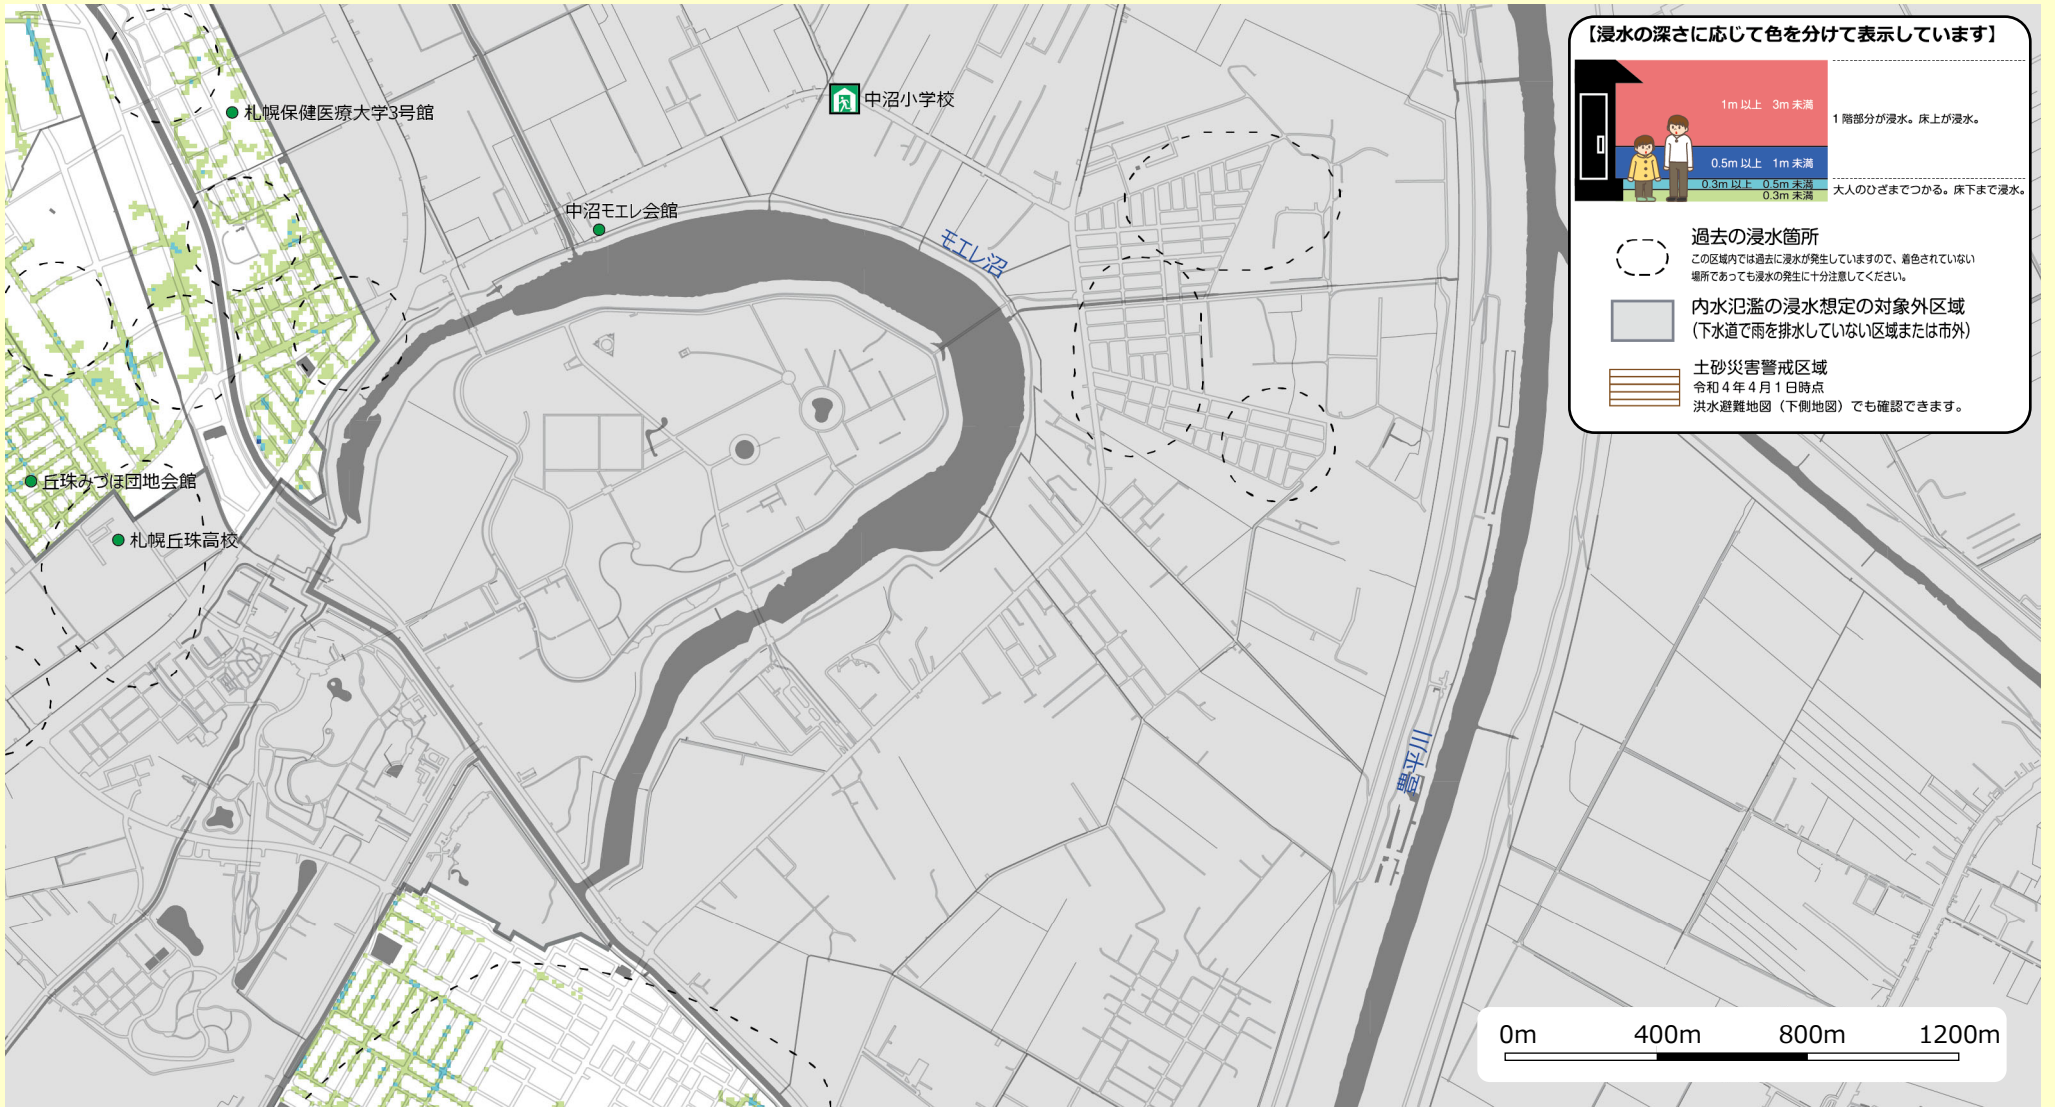 【浸水の深さに応じて色を分けて表示しています】
1m 以上 3m 未満
1 階部分が浸水。床上が浸水。
0.5m 以上 1m 未満
0.3m 以上 0.5m 未満
0.3m 未満
大人のひざまでつかる。床下まで浸水。
過去の浸水箇所
この区域内では過去に浸水が発生していますので、着色されていない
場所であっても浸水の発生に十分注意してください。
内水氾濫の浸水想定の対象外区域
(下水道で雨を排水していない区域または市外)
土砂災害警戒区域
令和 4 年 4 月 1 日時点
洪水避難地図（下側地図）でも確認できます。
中沼小学校
札幌保健医療大学3号館
中沼モエレ会館
モエレ沼
丘珠みづほ団地会館
札幌丘珠高校
豊平川
0m 400m 800m 1200m